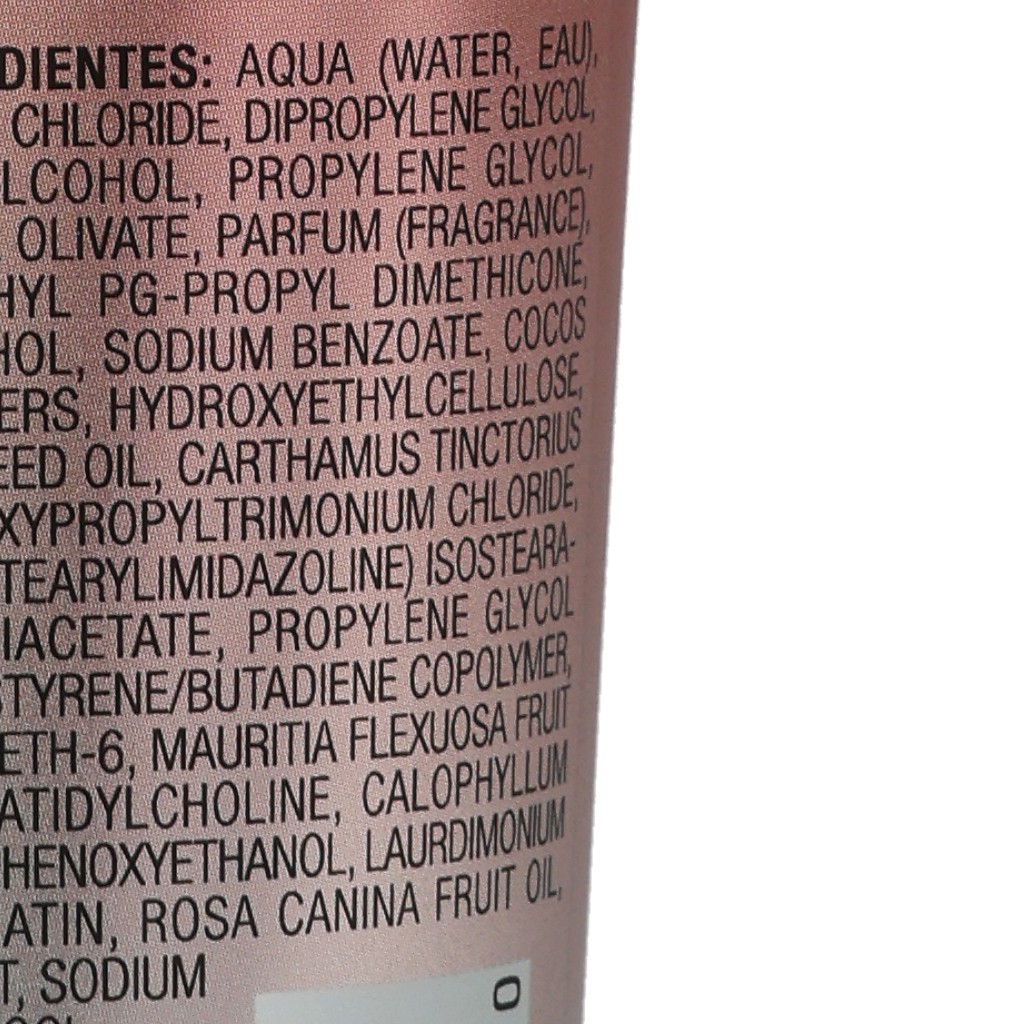 DIENTES: AQUA (WATER, EAU),
CHLORIDE, DIPROPYLENE GLYCOL,
LCOHOL, PROPYLENE GLYCOL,
OLIVATE, PARFUM (FRAGRANCE),
HYL PG-PROPYL DIMETHICONE,
HOL, SODIUM BENZOATE, COCOS
ERS, HYDROXYETHYLCELLULOSE,
EED OIL, CARTHAMUS TINCTORIUS
XYPROPYLTRIMONIUM CHLORIDE,
TEARYLIMIDAZOLINE) ISOSTEARA-
IACETATE, PROPYLENE GLYCOL
STYRENE/BUTADIENE COPOLYMER,
ETH-6, MAURITIA FLEXUOSA FRUIT
ATIDYLCHOLINE, CALOPHYLLUM
HENOXYETHANOL, LAURDIMONIUM
ATIN, ROSA CANINA FRUIT OIL,
T, SODIUM
0